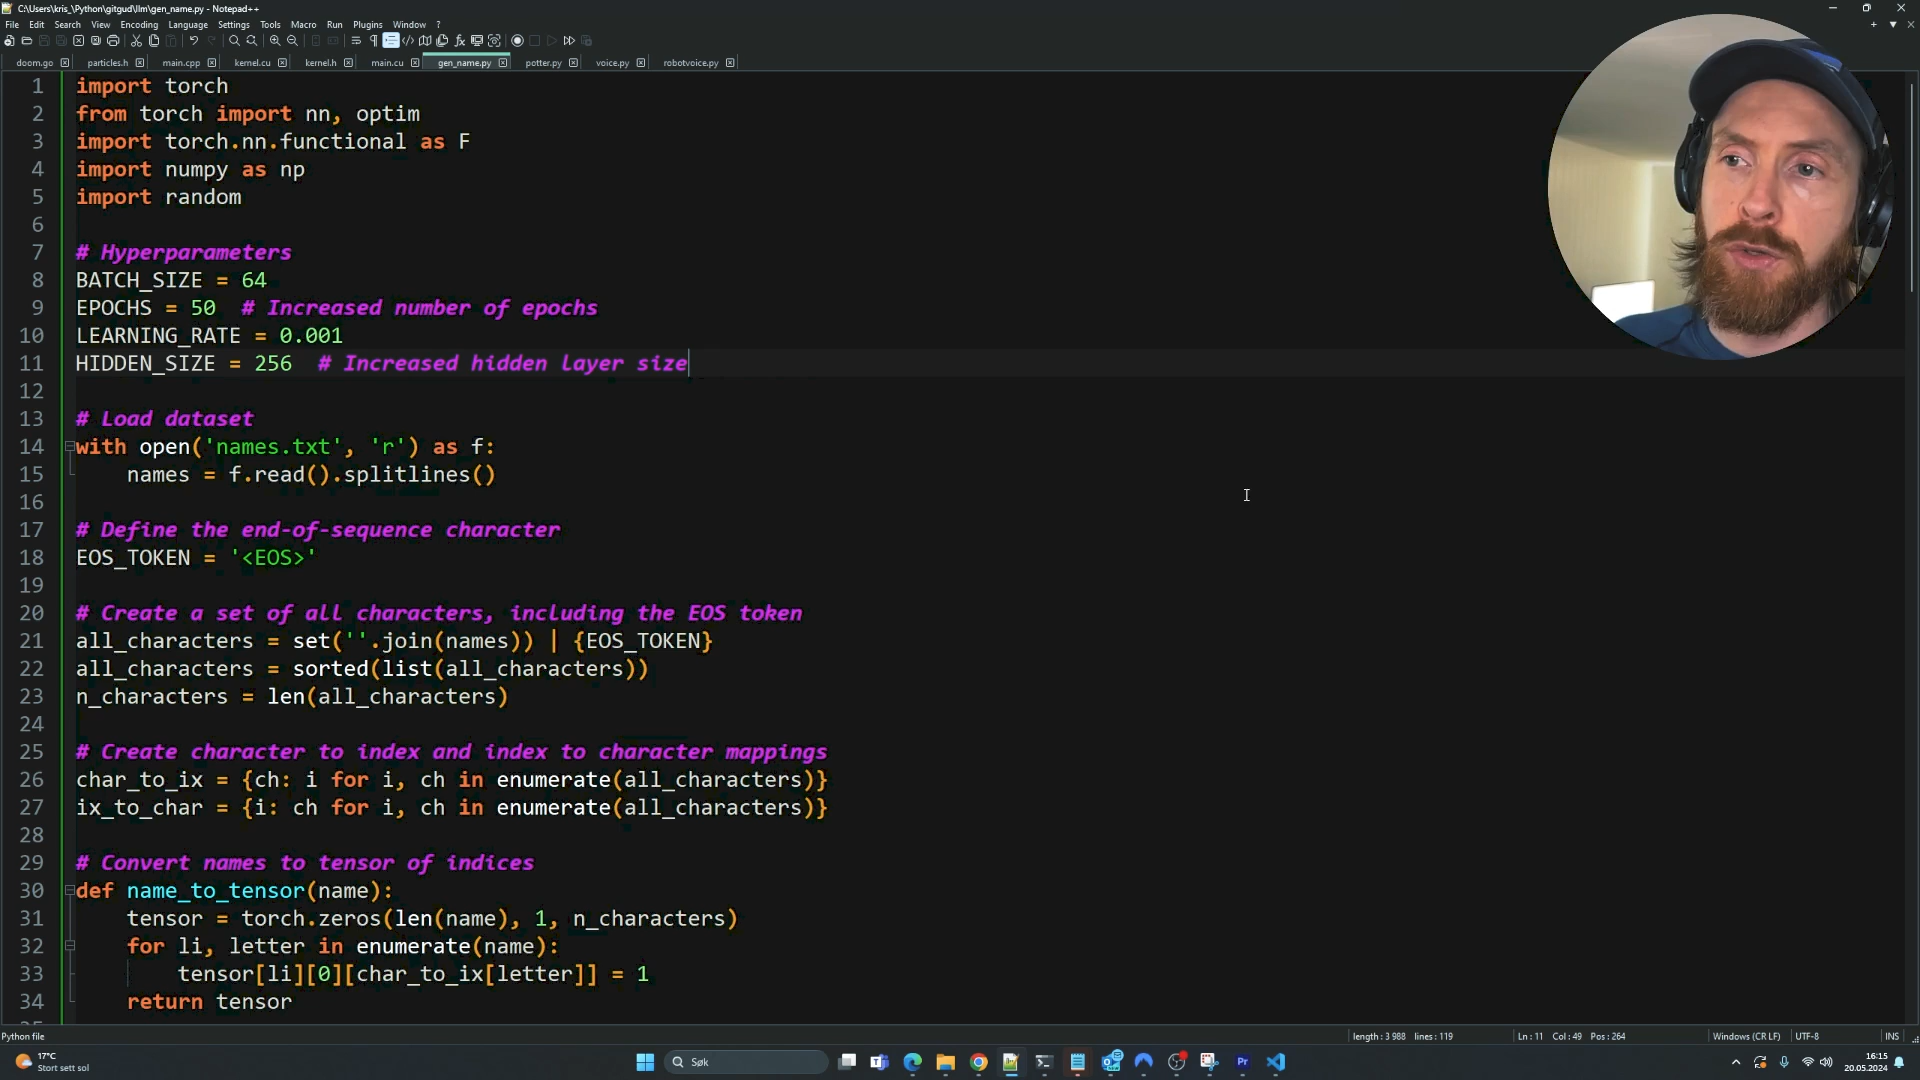 C:\Users\kris_\Python\gitgud\llm\gen_name.py - Notepad++
File Edit Search View Encoding Language Settings Tools Macro Run Plugins Window ?
doom.go particles.h main.cpp kernel.cu kernel.h main.cu gen_name.py potter.py voice.py robotvoice.py
1 import torch
2 from torch import nn, optim
3 import torch.nn.functional as F
4 import numpy as np
5 import random
6
7 # Hyperparameters
8 BATCH_SIZE = 64
9 EPOCHS = 50  # Increased number of epochs
10 LEARNING_RATE = 0.001
11 HIDDEN_SIZE = 256  # Increased hidden layer size
12
13 # Load dataset
14 with open('names.txt', 'r') as f:
15     names = f.read().splitlines()
16
17 # Define the end-of-sequence character
18 EOS_TOKEN = '<EOS>'
19
20 # Create a set of all characters, including the EOS token
21 all_characters = set(''.join(names)) | {EOS_TOKEN}
22 all_characters = sorted(list(all_characters))
23 n_characters = len(all_characters)
24
25 # Create character to index and index to character mappings
26 char_to_ix = {ch: i for i, ch in enumerate(all_characters)}
27 ix_to_char = {i: ch for i, ch in enumerate(all_characters)}
28
29 # Convert names to tensor of indices
30 def name_to_tensor(name):
31     tensor = torch.zeros(len(name), 1, n_characters)
32     for li, letter in enumerate(name):
33         tensor[li][0][char_to_ix[letter]] = 1
34     return tensor
Python file length : 3 988 lines : 119 Ln : 11 Col : 49 Pos : 264 Windows (CR LF) UTF-8 INS
17°C
Stort sett sol
Søk
16:15
20.05.2024